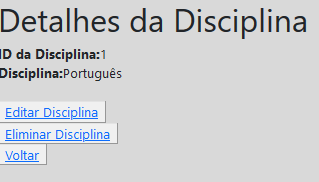 Detalhes da Disciplina
ID da Disciplina:1
Disciplina:Português
Editar Disciplina
Eliminar Disciplina
Voltar